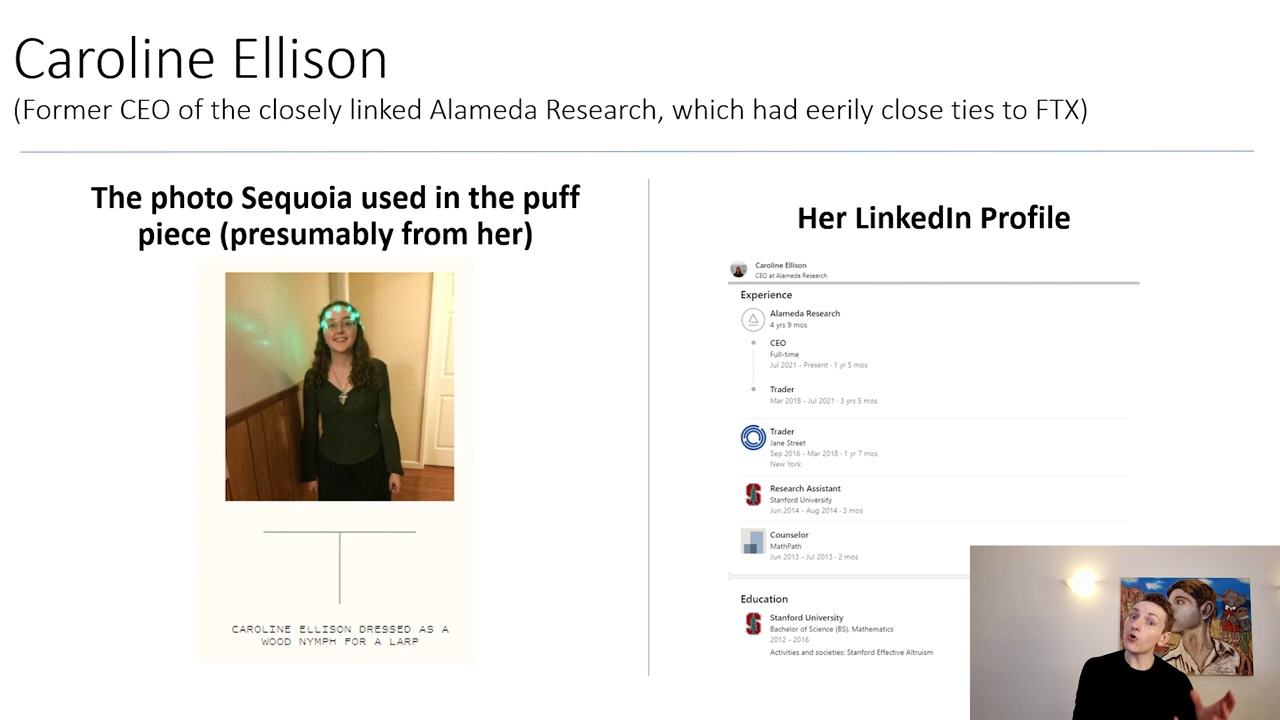 Caroline Ellison
(Former CEO of the closely linked Alameda Research, which had eerily close ties to FTX)
The photo Sequoia used in the puff
piece (presumably from her)
CAROLINE ELLISON DRESSED AS A
WOOD NYMPH FOR A LARP
Her LinkedIn Profile
Caroline Ellison
CEO at Alameda Research
Experience
Alameda Research
4 yrs 9 mos
CEO
Full-time
Jul 2021 - Present · 1 yr 5 mos
Trader
Mar 2018 - Jul 2021 · 3 yrs 5 mos
Trader
Jane Street
Sep 2016 - Mar 2018 · 1 yr 7 mos
New York
Research Assistant
Stanford University
Jun 2014 - Aug 2014 · 3 mos
Counselor
MathPath
Jun 2013 - Jul 2013 · 2 mos
Education
Stanford University
Bachelor of Science (BS), Mathematics
2012 - 2016
Activities and societies: Stanford Effective Altruism